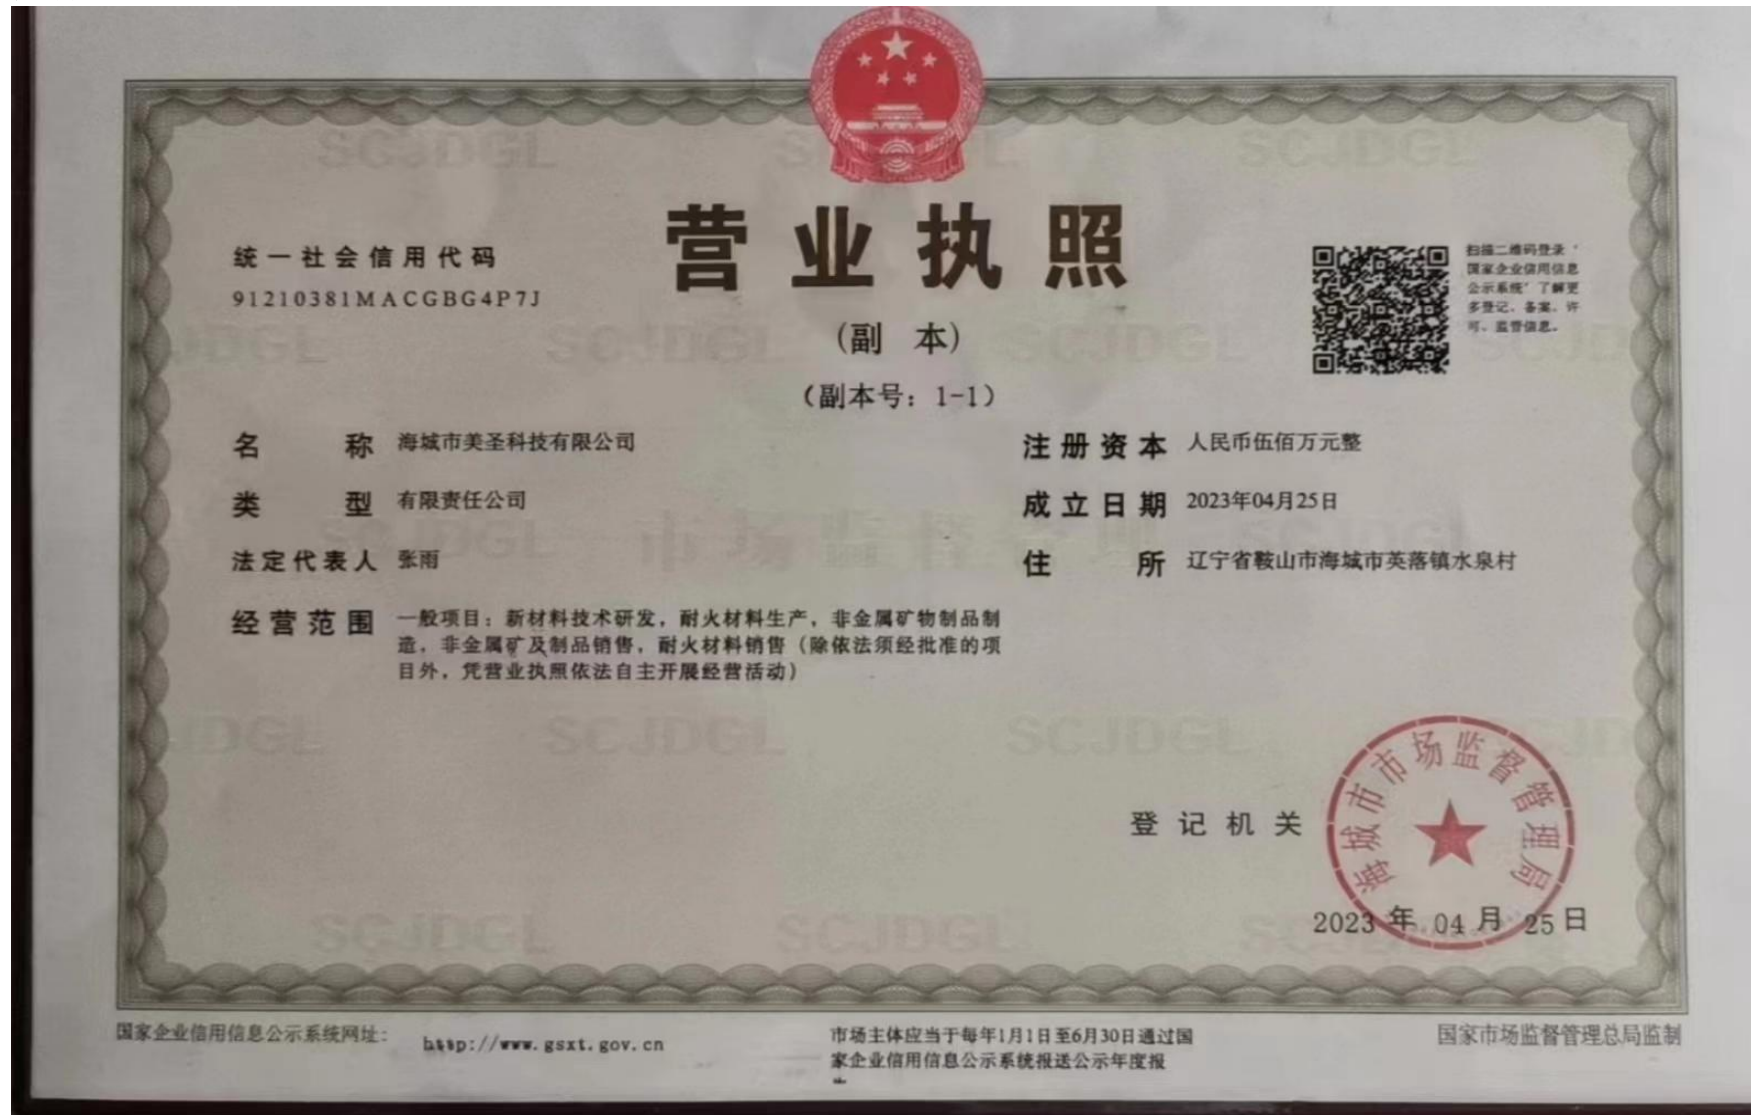 营业执照
(副 本)
(副本号：1-1)
统一社会信用代码
91210381MACGBG4P7J
扫描二维码登录'
国家企业信用信息
公示系统'了解更
多登记、备案、许
可、监管信息。
名 称 海城市美圣科技有限公司
类 型 有限责任公司
法定代表人 张雨
经营范围 一般项目：新材料技术研发，耐火材料生产，非金属矿物制品制
造，非金属矿及制品销售，耐火材料销售（除依法须经批准的项
目外，凭营业执照依法自主开展经营活动）
注册资本 人民币伍佰万元整
成立日期 2023年04月25日
住 所 辽宁省鞍山市海城市英落镇水泉村
登记机关
海城市市场监督管理局
2023 年 04 月 25 日
国家企业信用信息公示系统网址：
http://www.gsxt.gov.cn
市场主体应当于每年1月1日至6月30日通过国
家企业信用信息公示系统报送公示年度报
国家市场监督管理总局监制
SCJDGL
市场监督管理